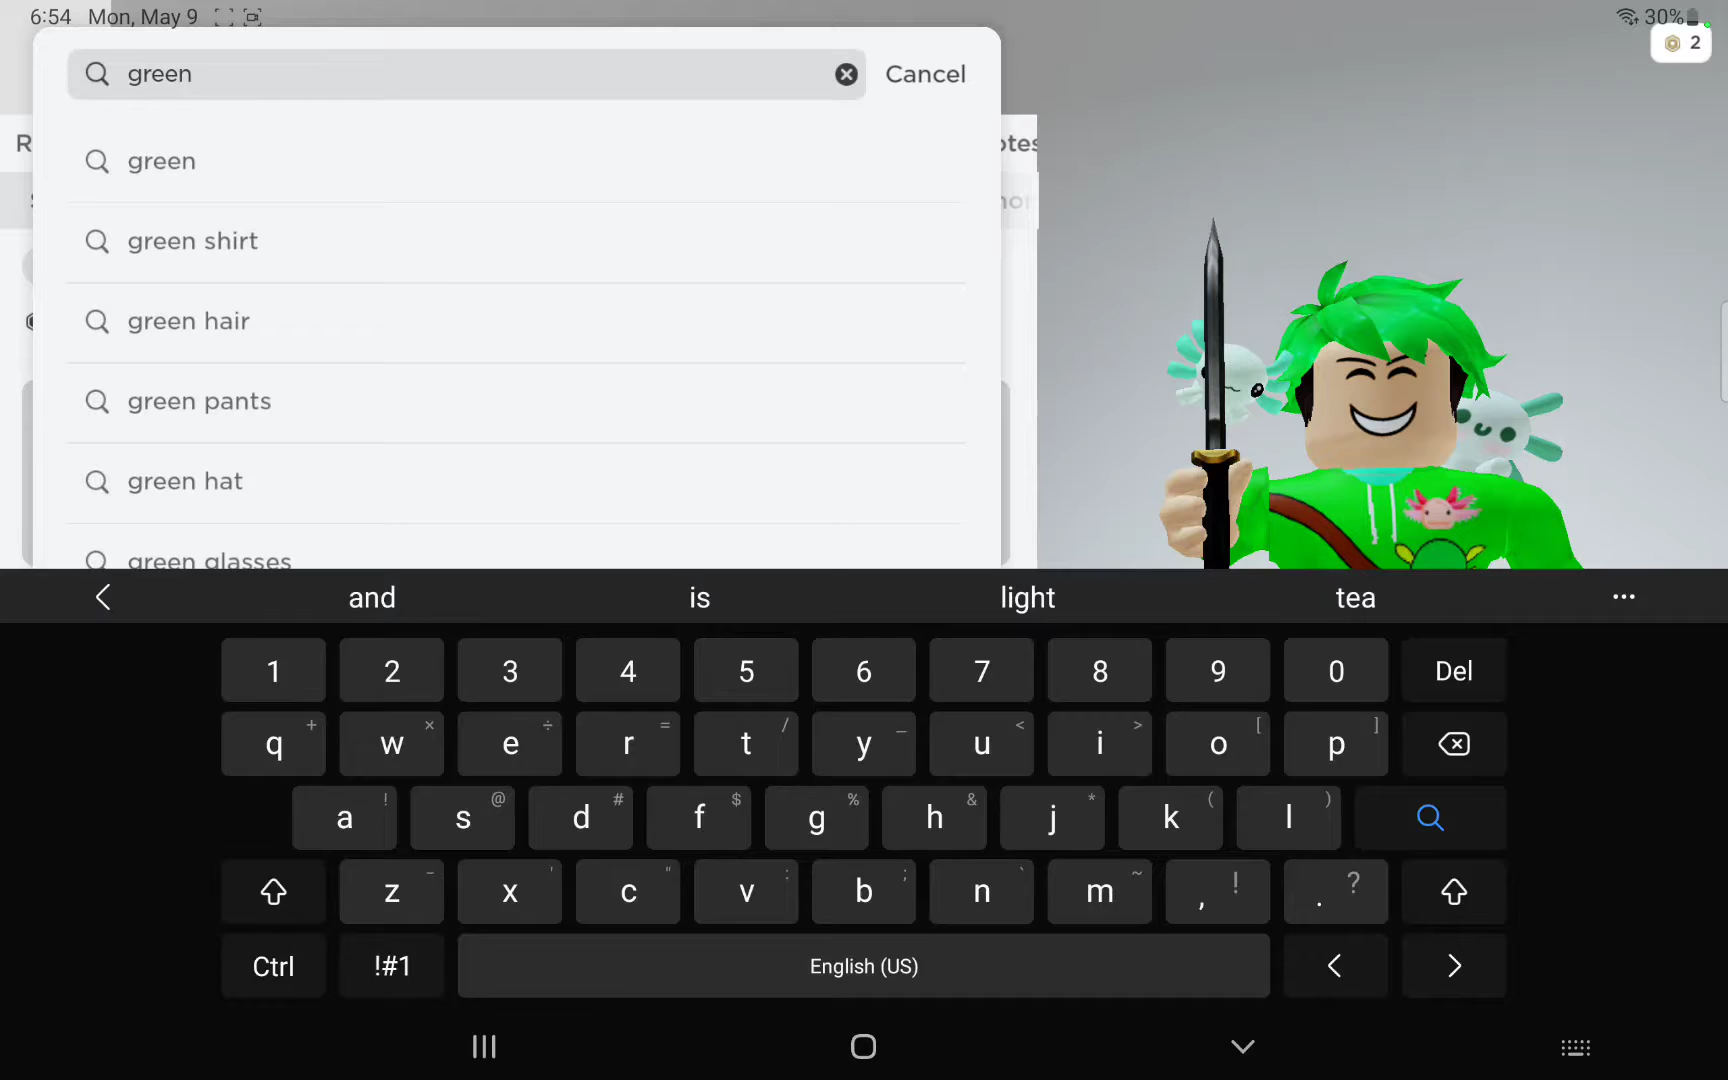 6:54 Mon, May 9 30%
2
green Cancel
R
otes
green
green shirt
green hair
green pants
green hat
green glasses
and is light tea ...
1 2 3 4 5 6 7 8 9 0 Del
q + w × e ÷ r = t / y _ u < i > o [ p ]
a ! s @ d # f $ g % h & j * k ( l )
z - x ' c " v : b ; n ` m ~ , ! . ?
Ctrl !#1 English (US) < >